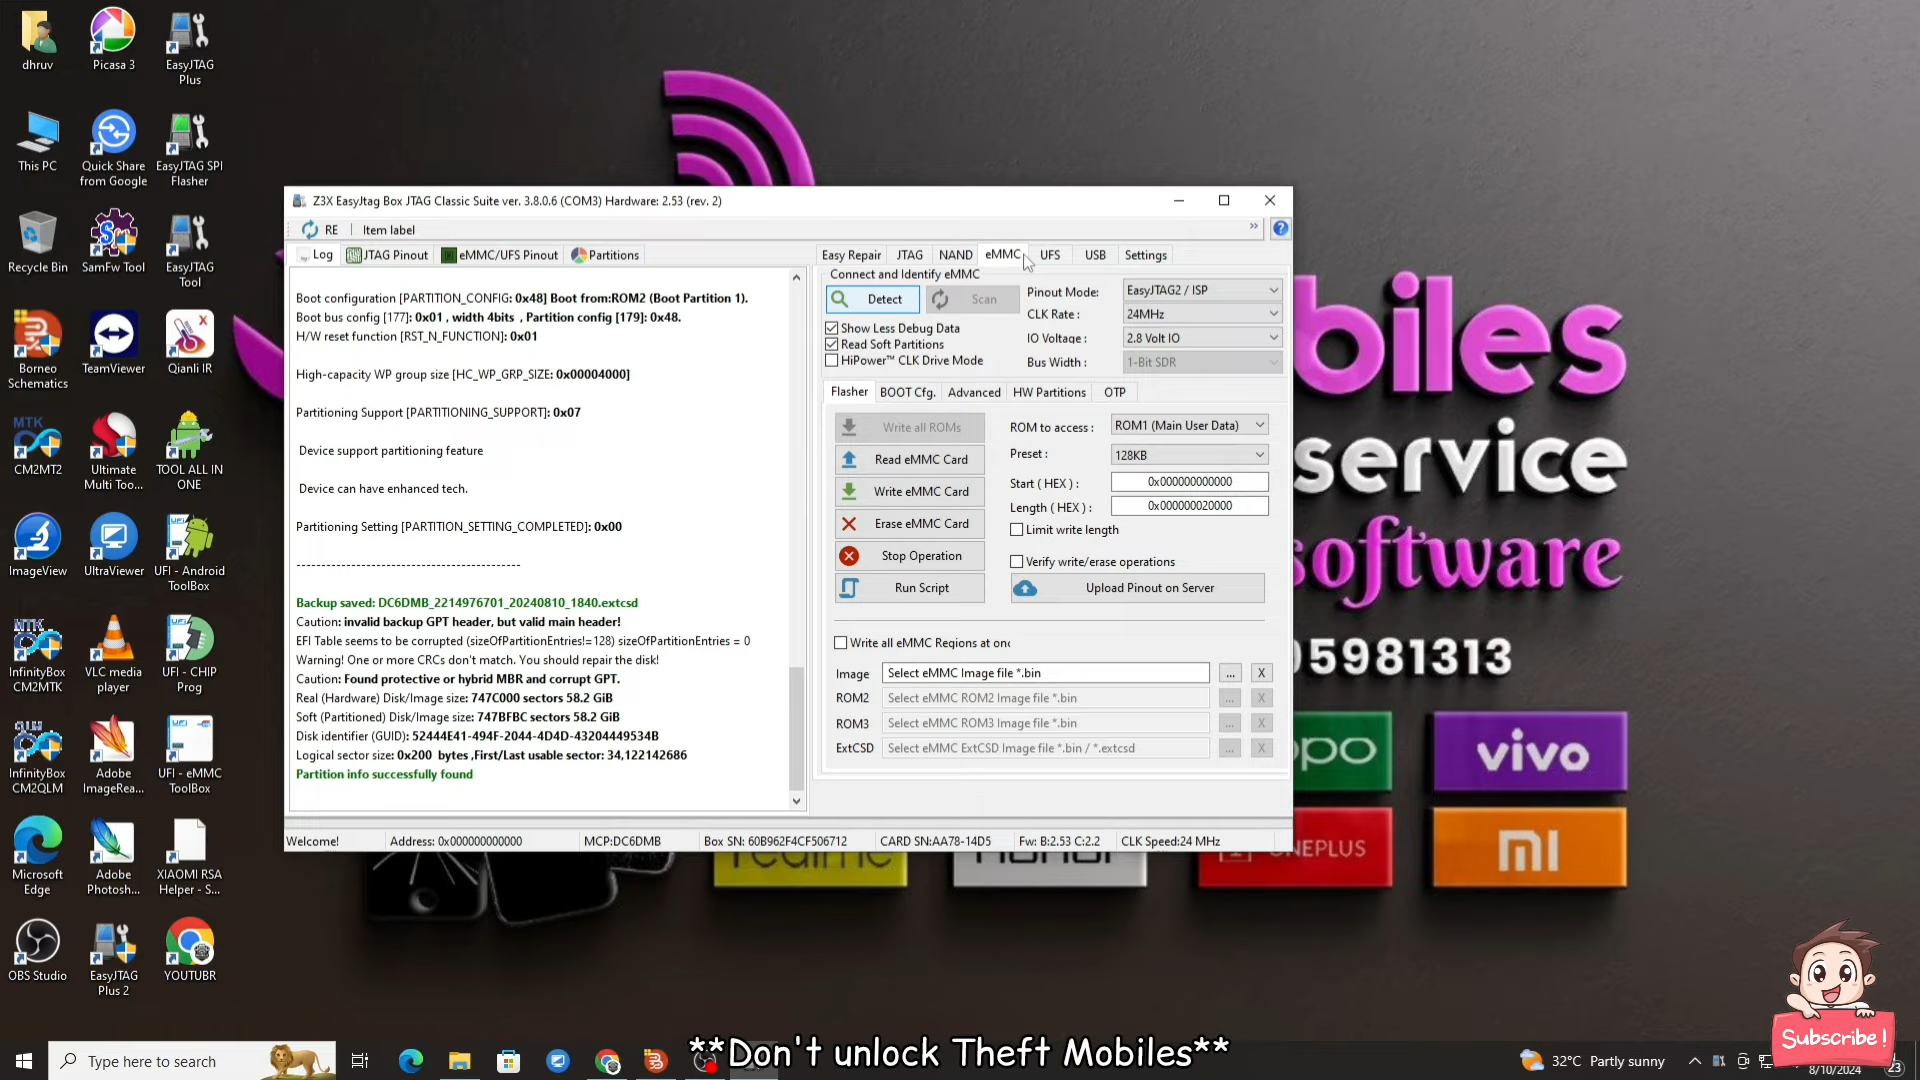 dhruv
Picasa 3
EasyJTAG
Plus
This PC
Quick Share
from Google
EasyJTAG SPI
Flasher
Recycle Bin
SamFw Tool
EasyJTAG
Tool
Borneo
Schematics
TeamViewer
Qianli IR
MTK
CM2MT2
Ultimate
Multi Too...
TOOL ALL IN
ONE
ImageView
UltraViewer
UFi
UFI - Android
ToolBox
MTK
InfinityBox
CM2MTK
VLC media
player
UFi
UFI - CHIP
Prog
QLM
InfinityBox
CM2QLM
Adobe
ImageRea...
UFi
UFI - eMMC
ToolBox
Microsoft
Edge
Adobe
Photosh...
XIAOMI RSA
Helper - S...
OBS Studio
EasyJTAG
Plus 2
YOUTUBR
Z3X EasyJtag Box JTAG Classic Suite ver. 3.8.0.6 (COM3) Hardware: 2.53 (rev. 2)
RE
Item label
Log
JTAG Pinout
eMMC/UFS Pinout
Partitions
Boot configuration [PARTITION_CONFIG: 0x48] Boot from:ROM2 (Boot Partition 1).
Boot bus config [177]: 0x01 , width 4bits , Partition config [179]: 0x48.
H/W reset function [RST_N_FUNCTION]: 0x01
High-capacity WP group size [HC_WP_GRP_SIZE: 0x00004000]
Partitioning Support [PARTITIONING_SUPPORT]: 0x07
Device support partitioning feature
Device can have enhanced tech.
Partitioning Setting [PARTITION_SETTING_COMPLETED]: 0x00
---------------------------------------------
Backup saved: DC6DMB_2214976701_20240810_1840.extcsd
Caution: invalid backup GPT header, but valid main header!
EFI Table seems to be corrupted (sizeOfPartitionEntries!=128) sizeOfPartitionEntries = 0
Warning! One or more CRCs don't match. You should repair the disk!
Caution: Found protective or hybrid MBR and corrupt GPT.
Real (Hardware) Disk/Image size: 747C000 sectors 58.2 GiB
Soft (Partitioned) Disk/Image size: 747BFBC sectors 58.2 GiB
Disk identifier (GUID): 52444E41-494F-2044-4D4D-43204449534B
Logical sector size: 0x200 bytes ,First/Last usable sector: 34,122142686
Partition info successfully found
Easy Repair
JTAG
NAND
eMMC
UFS
USB
Settings
Connect and Identify eMMC
Detect
Scan
Show Less Debug Data
Read Soft Partitions
HiPower™ CLK Drive Mode
Pinout Mode:
EasyJTAG2 / ISP
CLK Rate :
24MHz
IO Voltage :
2.8 Volt IO
Bus Width :
1-Bit SDR
Flasher
BOOT Cfg.
Advanced
HW Partitions
OTP
Write all ROMs
Read eMMC Card
Write eMMC Card
Erase eMMC Card
Stop Operation
Run Script
ROM to access :
ROM1 (Main User Data)
Preset :
128KB
Start ( HEX ) :
0x000000000000
Length ( HEX ) :
0x000000020000
Limit write length
Verify write/erase operations
Upload Pinout on Server
Write all eMMC Regions at onc
Image
Select eMMC Image file *.bin
...
X
ROM2
Select eMMC ROM2 Image file *.bin
...
X
ROM3
Select eMMC ROM3 Image file *.bin
...
X
ExtCSD
Select eMMC ExtCSD Image file *.bin / *.extcsd
...
X
Welcome!
Address: 0x000000000000
MCP:DC6DMB
Box SN: 60B962F4CF506712
CARD SN:AA78-14D5
Fw: B:2.53 C:2.2
CLK Speed:24 MHz
biles
service
software
05981313
ppo
vivo
realme
honor
ONEPLUS
mi
Subscribe !
**Don't unlock Theft Mobiles**
Type here to search
32°C Partly sunny
8/10/2024
23